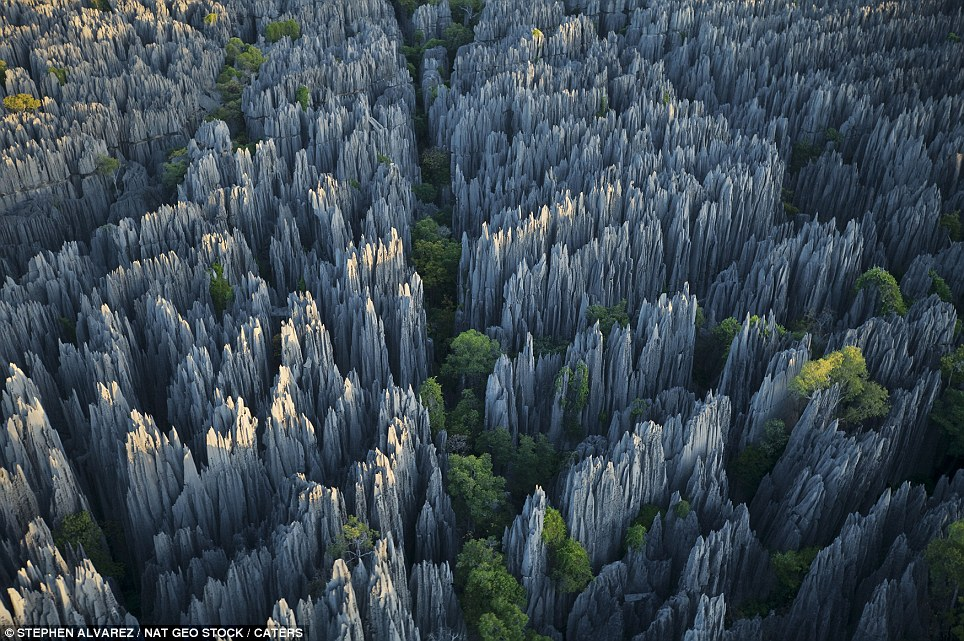 © STEPHEN ALVAREZ / NAT GEO STOCK / CATERS